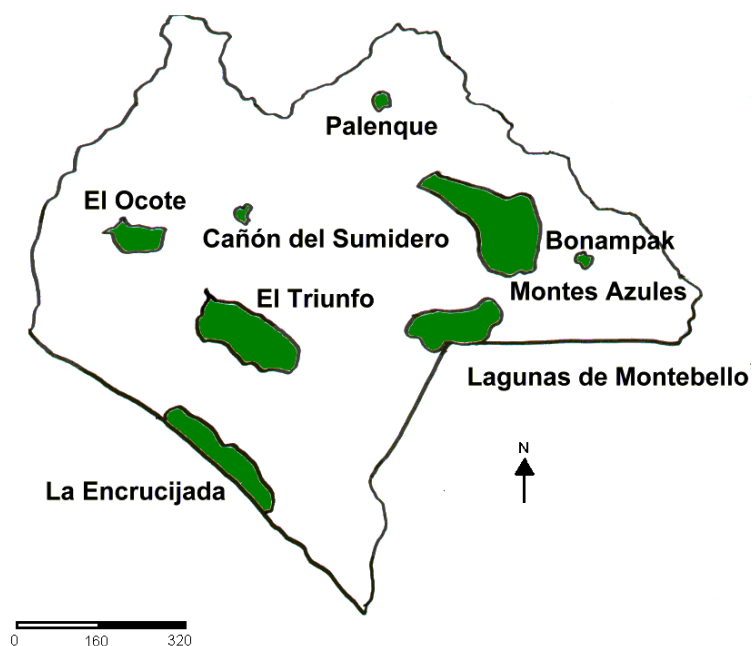 Palenque
El Ocote
Cañón del Sumidero
Bonampak
El Triunfo
Montes Azules
Lagunas de Montebello
La Encrucijada
N
0 160 320